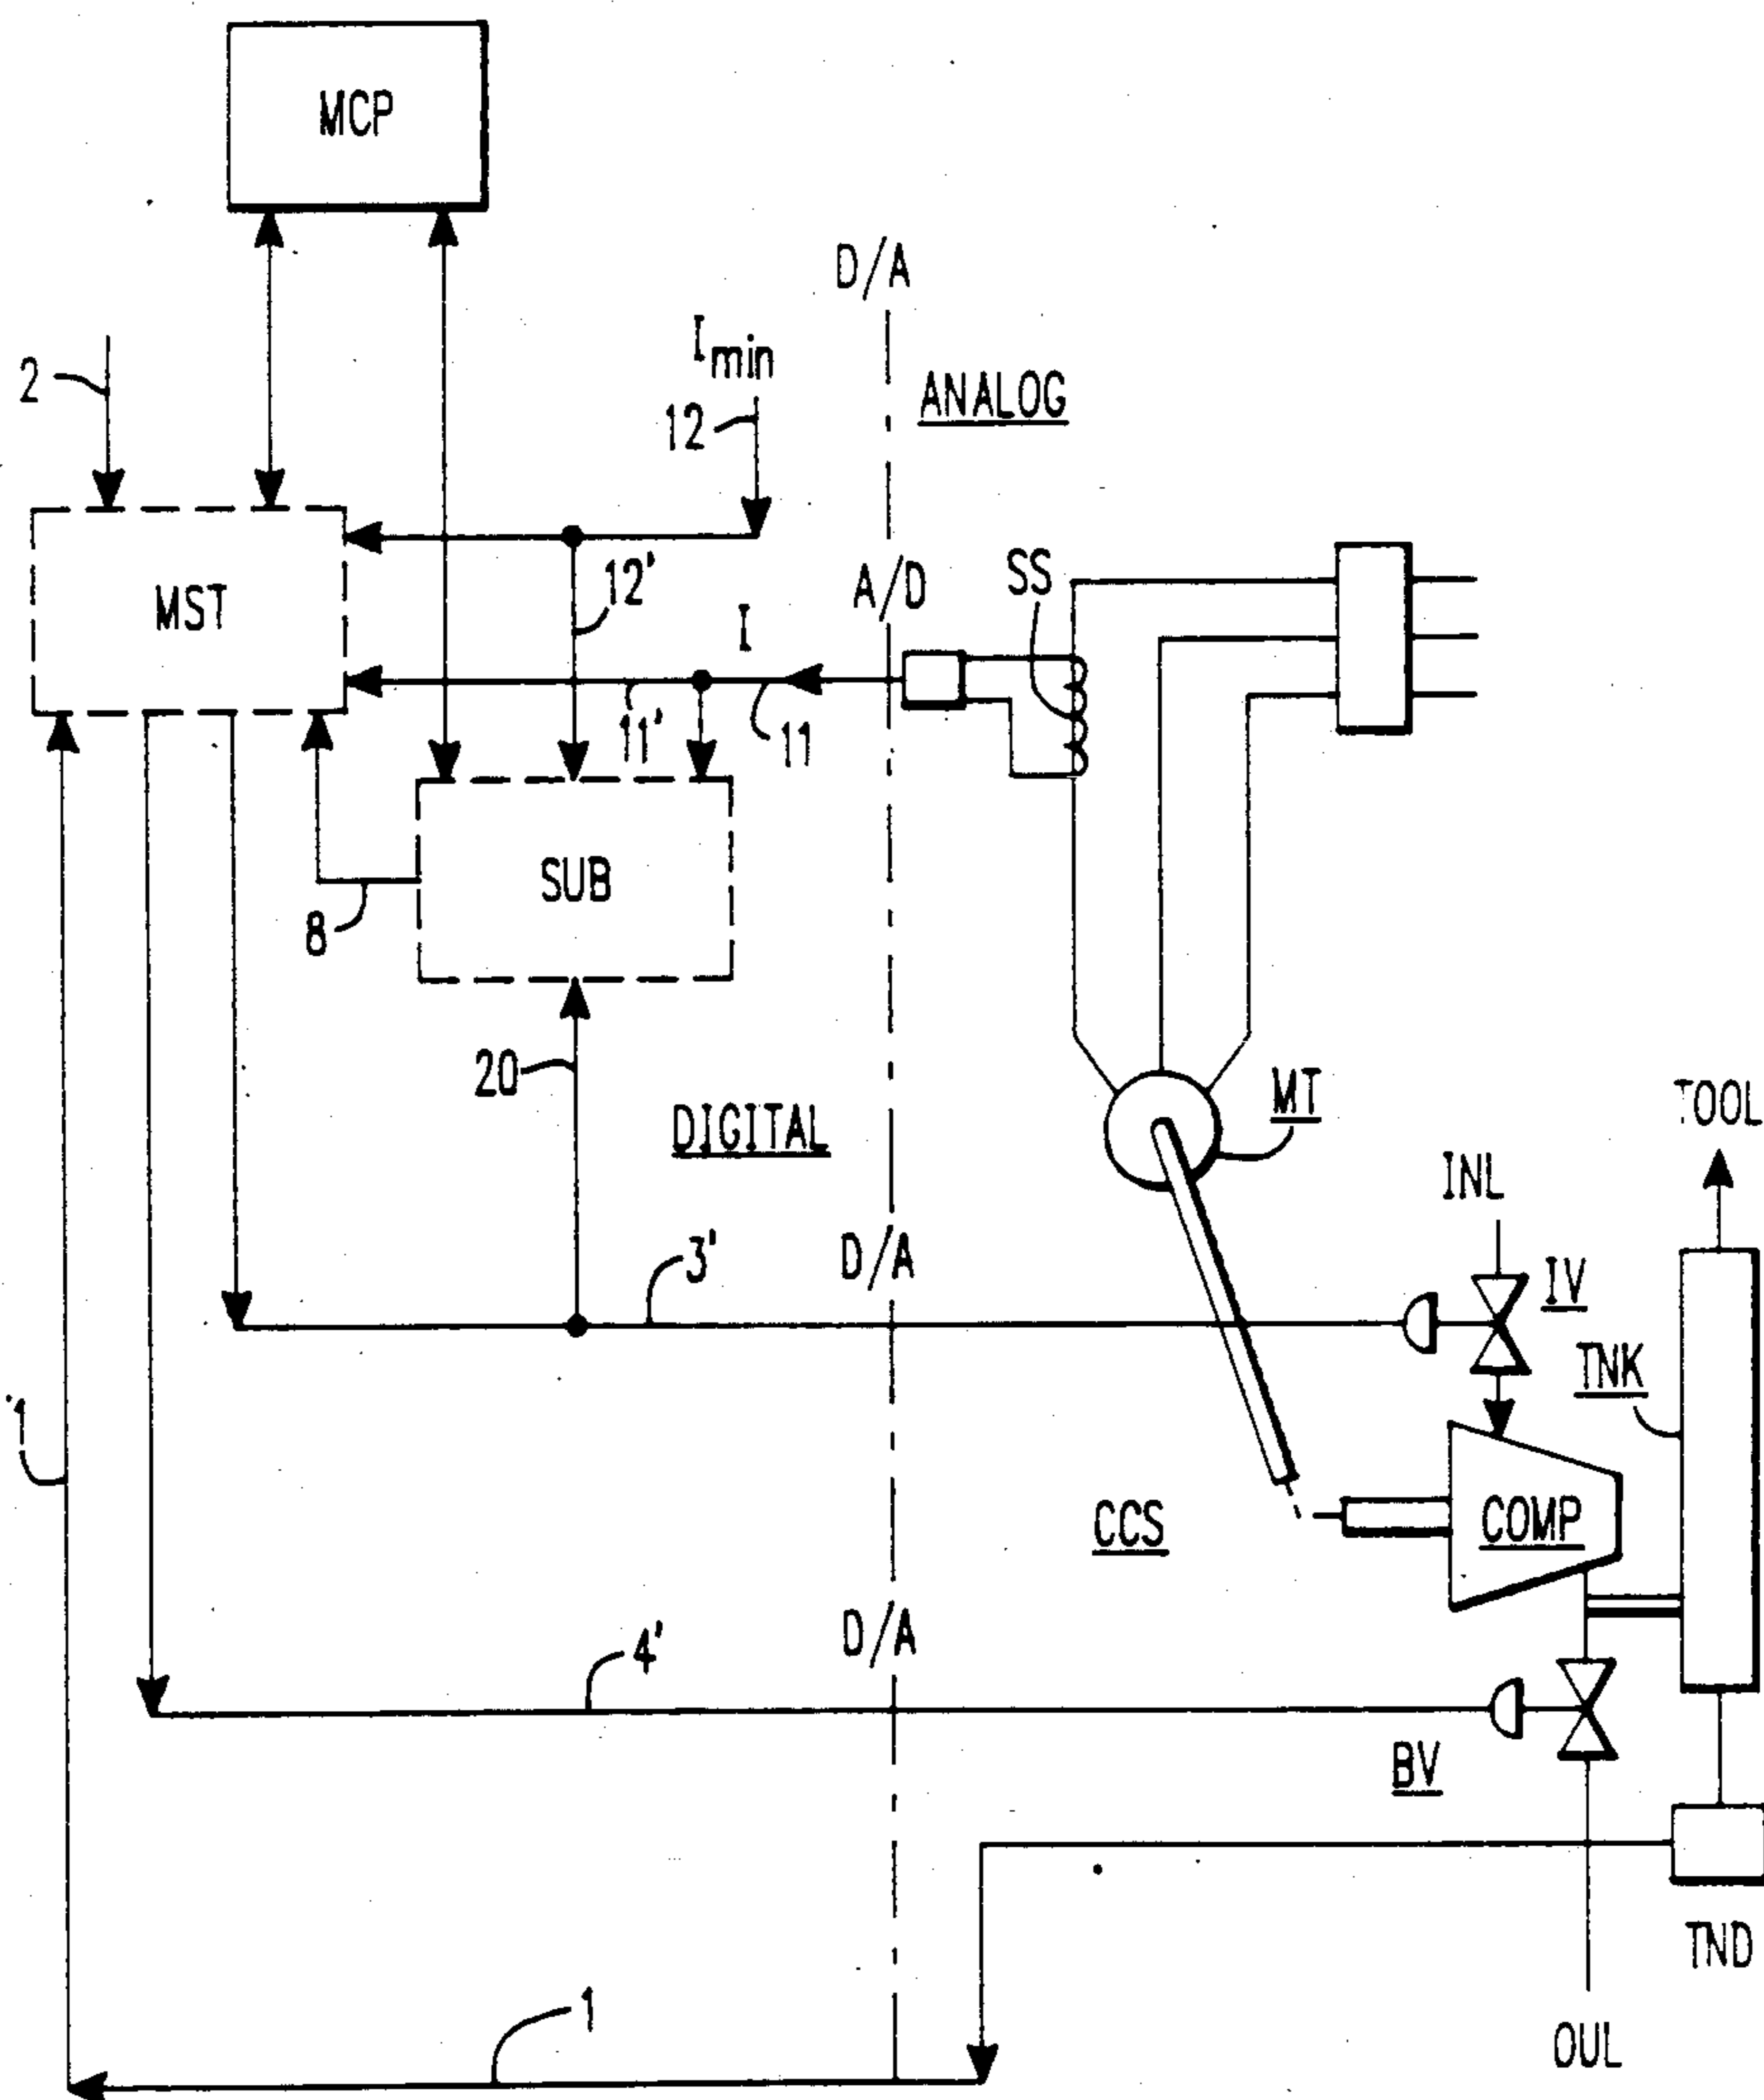 MCP
D/A
I min
2
12
ANALOG
MST
12'
I
A/D
SS
11'
11
SUB
8
20
DIGITAL
MT
TOOL
INL
3'
D/A
IV
TNK
1
CCS
COMP
4'
D/A
BV
TND
1
OUL